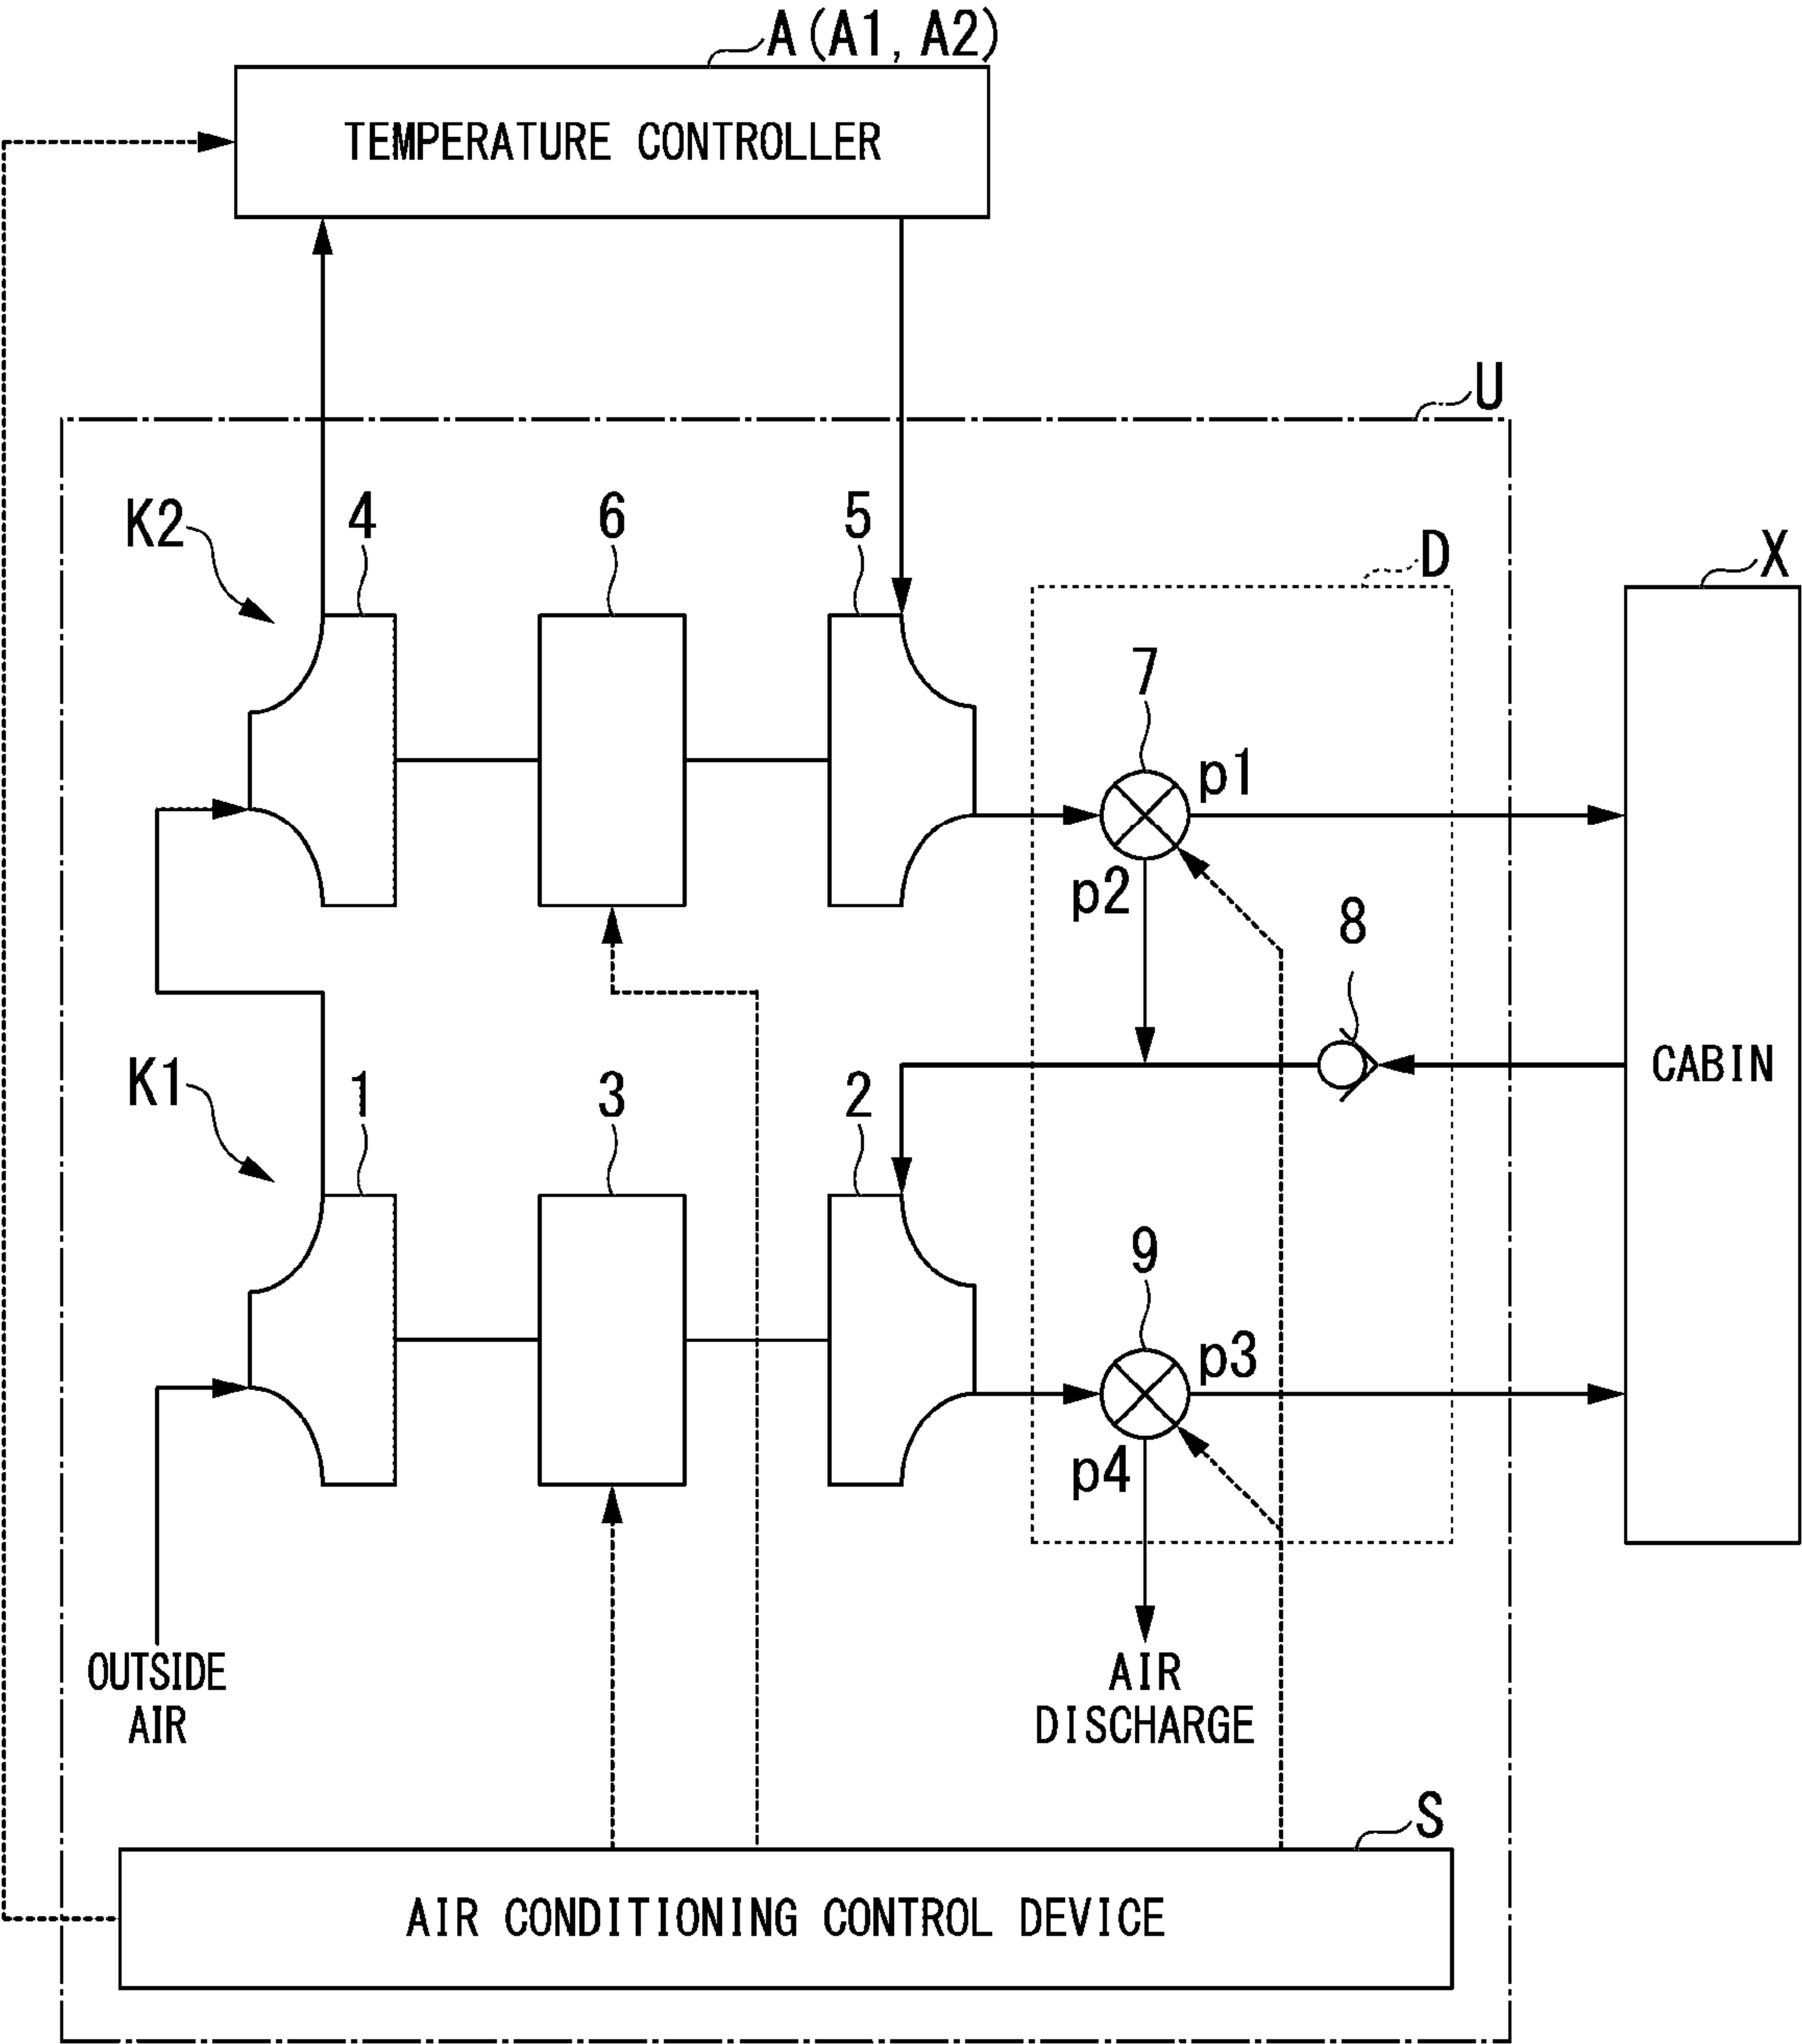 A(A1, A2)
TEMPERATURE CONTROLLER
U
K2
4
6
5
D
X
7
p1
p2
8
K1
1
3
2
CABIN
9
p3
p4
OUTSIDE
AIR
AIR
DISCHARGE
S
AIR CONDITIONING CONTROL DEVICE